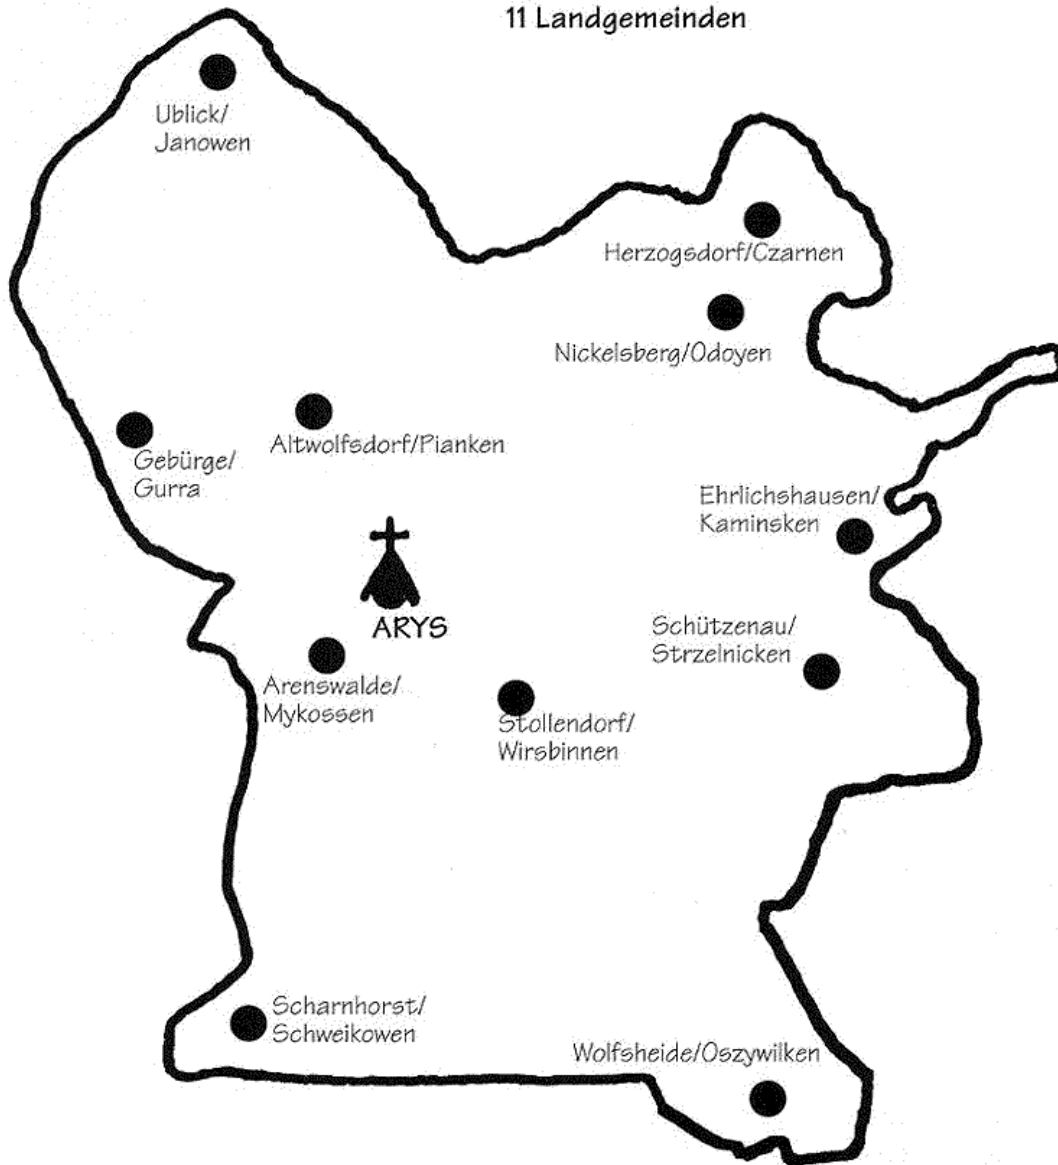 11 Landgemeinden
Ublick/
Janowen
Herzogsdorf/Czarnen
Nickelsberg/Odoyen
Altwolfsdorf/Pianken
Gebürge/
Gurra
Ehrlichshausen/
Kaminsken
ARYS
Schützenau/
Strzelnicken
Arenswalde/
Mykossen
Stollendorf/
Wirsbinnen
Scharnhorst/
Schweikowen
Wolfsheide/Oszywilken